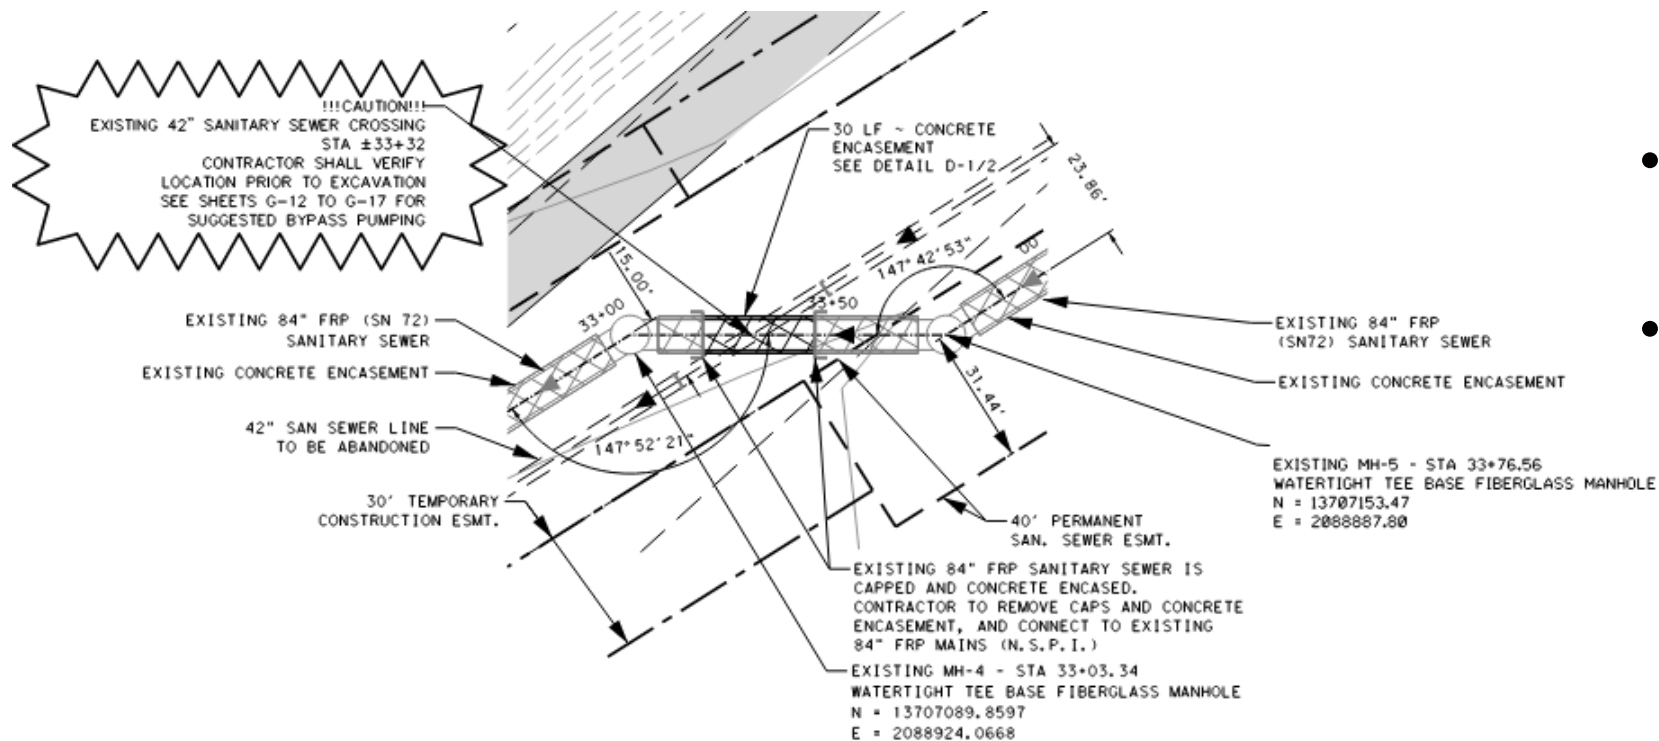 !!!CAUTION!!!
EXISTING 42" SANITARY SEWER CROSSING
STA ±33+32
CONTRACTOR SHALL VERIFY
LOCATION PRIOR TO EXCAVATION
SEE SHEETS G-12 TO G-17 FOR
SUGGESTED BYPASS PUMPING
30 LF ~ CONCRETE
ENCASEMENT
SEE DETAIL D-1/2
23.86'
15.00'
147°42'53"
00
33+00
33+50
EXISTING 84" FRP (SN 72)
SANITARY SEWER
EXISTING CONCRETE ENCASEMENT
42" SAN SEWER LINE
TO BE ABANDONED
147°52'21"
31.44'
30' TEMPORARY
CONSTRUCTION ESMT.
EXISTING 84" FRP
(SN72) SANITARY SEWER
EXISTING CONCRETE ENCASEMENT
EXISTING MH-5 - STA 33+76.56
WATERTIGHT TEE BASE FIBERGLASS MANHOLE
N = 13707153.47
E = 2088887.80
40' PERMANENT
SAN. SEWER ESMT.
EXISTING 84" FRP SANITARY SEWER IS
CAPPED AND CONCRETE ENCASED.
CONTRACTOR TO REMOVE CAPS AND CONCRETE
ENCASEMENT, AND CONNECT TO EXISTING
84" FRP MAINS (N.S.P.I.)
EXISTING MH-4 - STA 33+03.34
WATERTIGHT TEE BASE FIBERGLASS MANHOLE
N = 13707089.8597
E = 2088924.0668